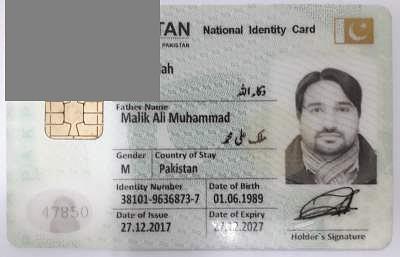 TAN National Identity Card
PAKISTAN
ah
ذکاء اللہ
Father Name
Malik Ali Muhammad
ملک علی محمد
Gender Country of Stay
M Pakistan
Identity Number Date of Birth
38101-9636873-7 01.06.1989
Date of Issue Date of Expiry
27.12.2017 27.12.2027
47850
Holder's Signature